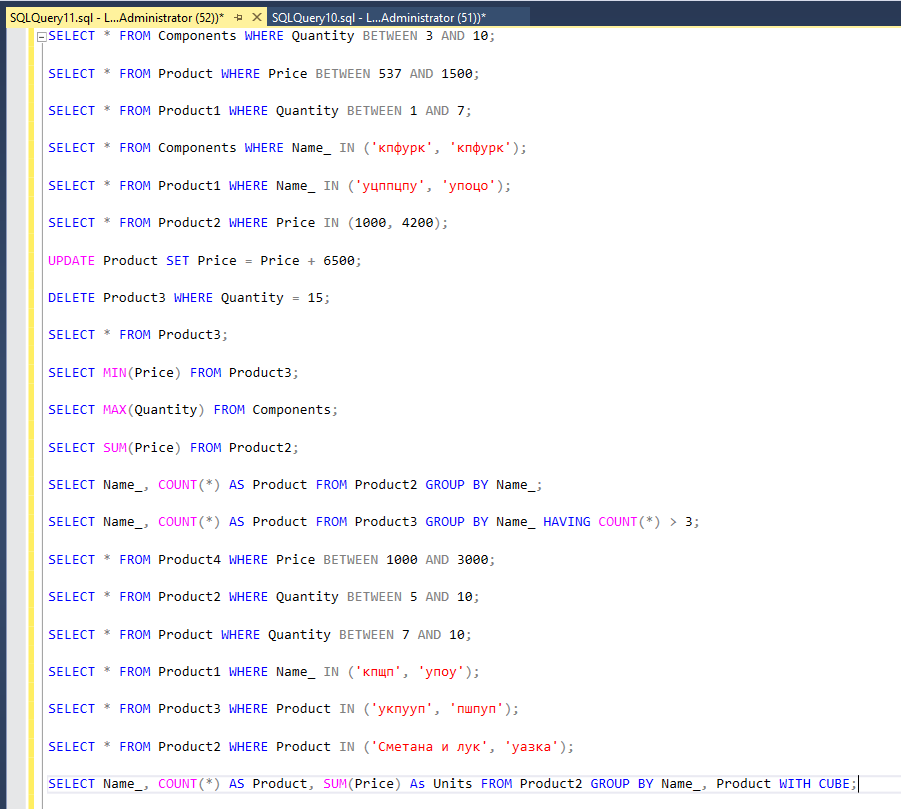 SQLQuery11.sql - L...Administrator (52))* SQLQuery10.sql - L...Administrator (51))*
SELECT * FROM Components WHERE Quantity BETWEEN 3 AND 10;
SELECT * FROM Product WHERE Price BETWEEN 537 AND 1500;
SELECT * FROM Product1 WHERE Quantity BETWEEN 1 AND 7;
SELECT * FROM Components WHERE Name_ IN ('кпфурк', 'кпфурк');
SELECT * FROM Product1 WHERE Name_ IN ('уцппцпу', 'упоцо');
SELECT * FROM Product2 WHERE Price IN (1000, 4200);
UPDATE Product SET Price = Price + 6500;
DELETE Product3 WHERE Quantity = 15;
SELECT * FROM Product3;
SELECT MIN(Price) FROM Product3;
SELECT MAX(Quantity) FROM Components;
SELECT SUM(Price) FROM Product2;
SELECT Name_, COUNT(*) AS Product FROM Product2 GROUP BY Name_;
SELECT Name_, COUNT(*) AS Product FROM Product3 GROUP BY Name_ HAVING COUNT(*) > 3;
SELECT * FROM Product4 WHERE Price BETWEEN 1000 AND 3000;
SELECT * FROM Product2 WHERE Quantity BETWEEN 5 AND 10;
SELECT * FROM Product WHERE Quantity BETWEEN 7 AND 10;
SELECT * FROM Product1 WHERE Name_ IN ('кпщп', 'упоу');
SELECT * FROM Product3 WHERE Product IN ('укпууп', 'пшпуп');
SELECT * FROM Product2 WHERE Product IN ('Сметана и лук', 'уазка');
SELECT Name_, COUNT(*) AS Product, SUM(Price) As Units FROM Product2 GROUP BY Name_, Product WITH CUBE;